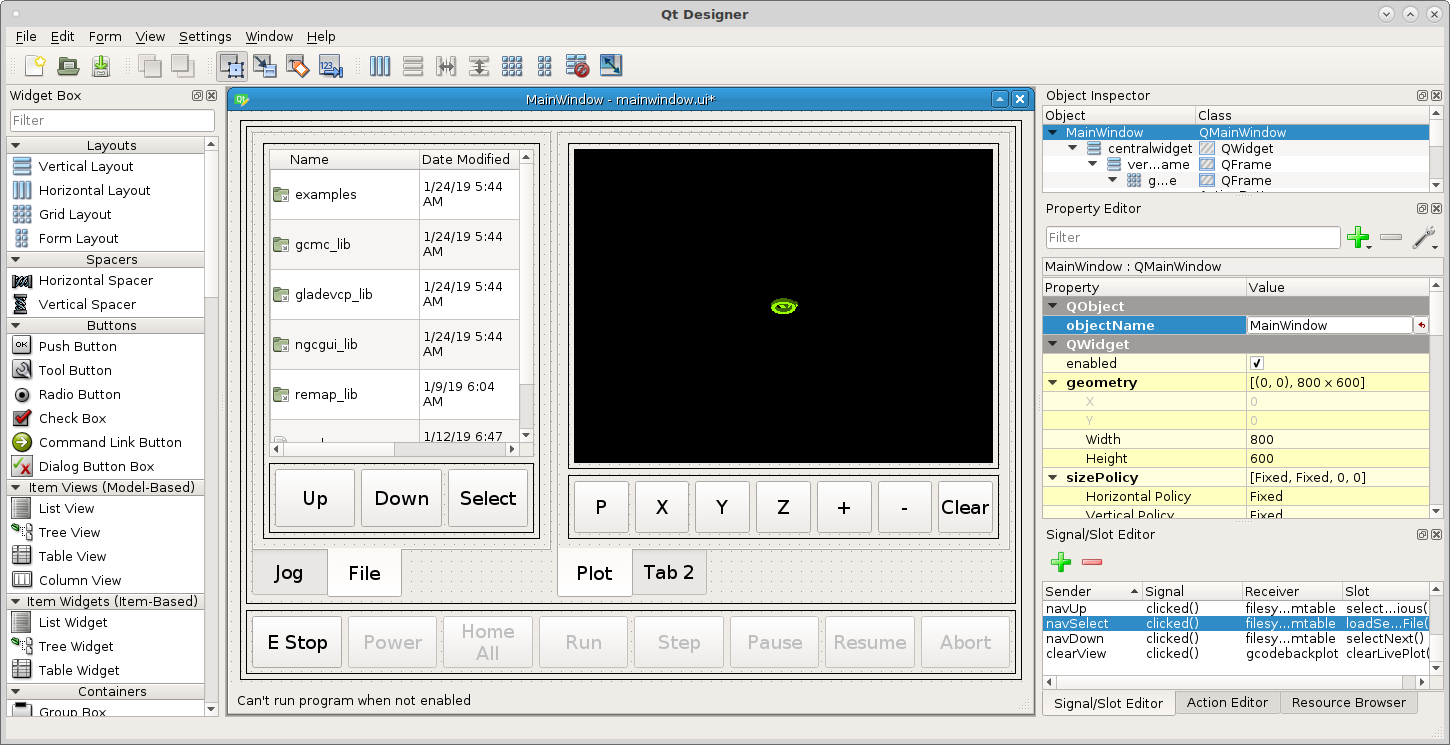 Qt Designer
File Edit Form View Settings Window Help
Widget Box
Filter
Layouts
Vertical Layout
Horizontal Layout
Grid Layout
Form Layout
Spacers
Horizontal Spacer
Vertical Spacer
Buttons
Push Button
Tool Button
Radio Button
Check Box
Command Link Button
Dialog Button Box
Item Views (Model-Based)
List View
Tree View
Table View
Column View
Item Widgets (Item-Based)
List Widget
Tree Widget
Table Widget
Containers
Group Box
MainWindow - mainwindow.ui*
Name Date Modified
examples 1/24/19 5:44
AM
gcmc_lib 1/24/19 5:44
AM
gladevcp_lib 1/24/19 5:44
AM
ngcgui_lib 1/24/19 5:44
AM
remap_lib 1/9/19 6:04
AM
1/12/19 6:47
Up Down Select
P X Y Z + - Clear
Jog File
Plot Tab 2
E Stop Power Home
All Run Step Pause Resume Abort
Can't run program when not enabled
Object Inspector
Object Class
MainWindow QMainWindow
centralwidget QWidget
ver...ame QFrame
g...e QFrame
Property Editor
Filter
MainWindow : QMainWindow
Property Value
QObject
objectName MainWindow
QWidget
enabled
geometry [(0, 0), 800 x 600]
X 0
Y 0
Width 800
Height 600
sizePolicy [Fixed, Fixed, 0, 0]
Horizontal Policy Fixed
Vertical Policy Fixed
Signal/Slot Editor
Sender Signal Receiver Slot
navUp clicked() filesy...mtable select...ious(
navSelect clicked() filesy...mtable loadSe...File(
navDown clicked() filesy...mtable selectNext()
clearView clicked() gcodebackplot clearLivePlot(
Signal/Slot Editor Action Editor Resource Browser